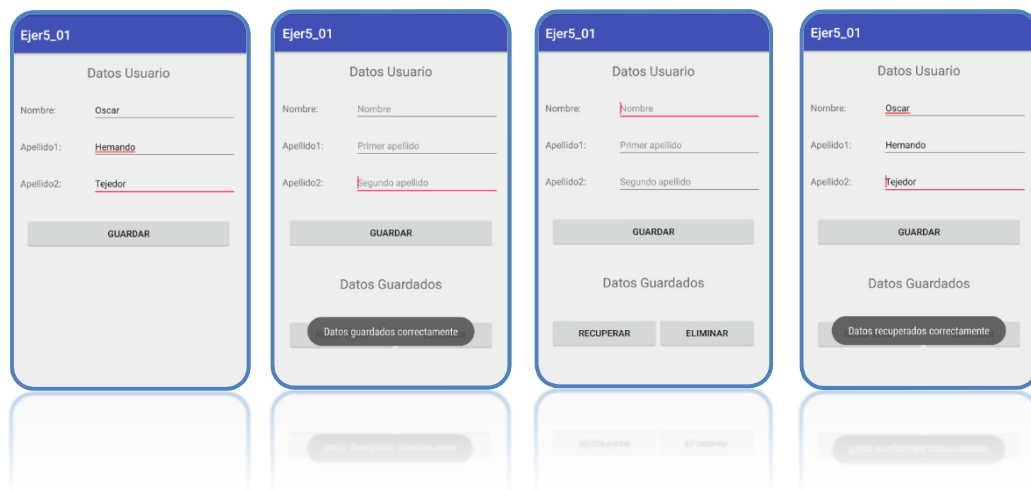 Ejer5_01
Datos Usuario
Nombre: Oscar
Apellido1: Hernando
Apellido2: Tejedor
GUARDAR
Ejer5_01
Datos Usuario
Nombre: Nombre
Apellido1: Primer apellido
Apellido2: Segundo apellido
GUARDAR
Datos Guardados
Datos guardados correctamente
Ejer5_01
Datos Usuario
Nombre: Nombre
Apellido1: Primer apellido
Apellido2: Segundo apellido
GUARDAR
Datos Guardados
RECUPERAR ELIMINAR
Ejer5_01
Datos Usuario
Nombre: Oscar
Apellido1: Hernando
Apellido2: Tejedor
GUARDAR
Datos Guardados
Datos recuperados correctamente